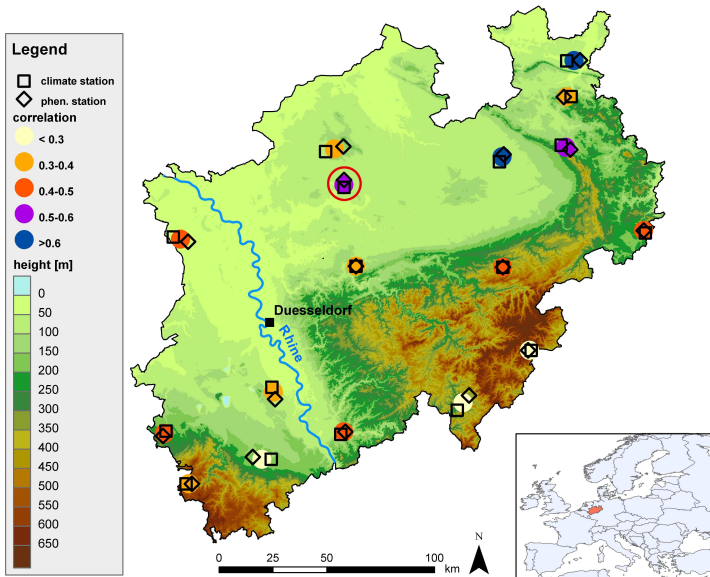 Legend
climate station
phen. station
correlation
< 0.3
0.3-0.4
0.4-0.5
0.5-0.6
>0.6
height [m]
0
50
100
150
200
250
300
350
400
450
500
550
600
650
Duesseldorf
Rhine
N
0 25 50 100
km